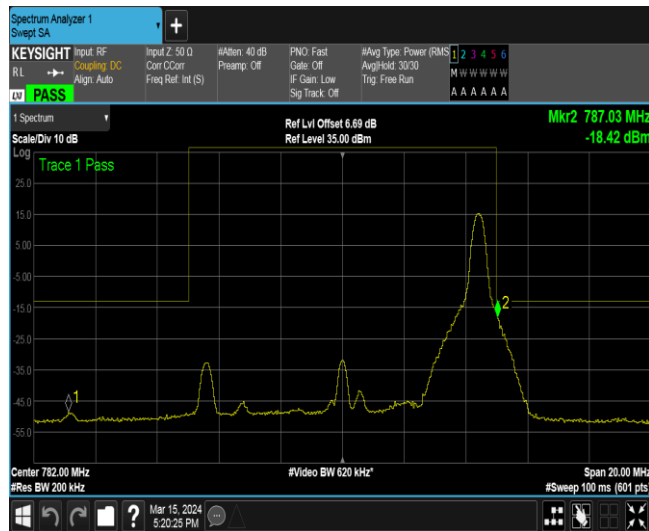 Spectrum Analyzer 1
Swept SA
+
KEYSIGHT
RL
LXI PASS
Input: RF
Coupling: DC
Align: Auto
Input Z: 50 Ω
Corr CCorr
Freq Ref: Int (S)
#Atten: 40 dB
Preamp: Off
PNO: Fast
Gate: Off
IF Gain: Low
Sig Track: Off
#Avg Type: Power (RMS
Avg|Hold: 30/30
Trig: Free Run
1 2 3 4 5 6
M W W W W W
A A A A A A
1 Spectrum
Scale/Div 10 dB
Ref Lvl Offset 6.69 dB
Ref Level 35.00 dBm
Mkr2 787.03 MHz
-18.42 dBm
Log
Trace 1 Pass
25.0
15.0
5.00
-5.00
-15.0
-25.0
-35.0
-45.0
-55.0
1
2
Center 782.00 MHz
#Res BW 200 kHz
#Video BW 620 kHz*
Span 20.00 MHz
#Sweep 100 ms (601 pts)
?
Mar 15, 2024
5:20:25 PM